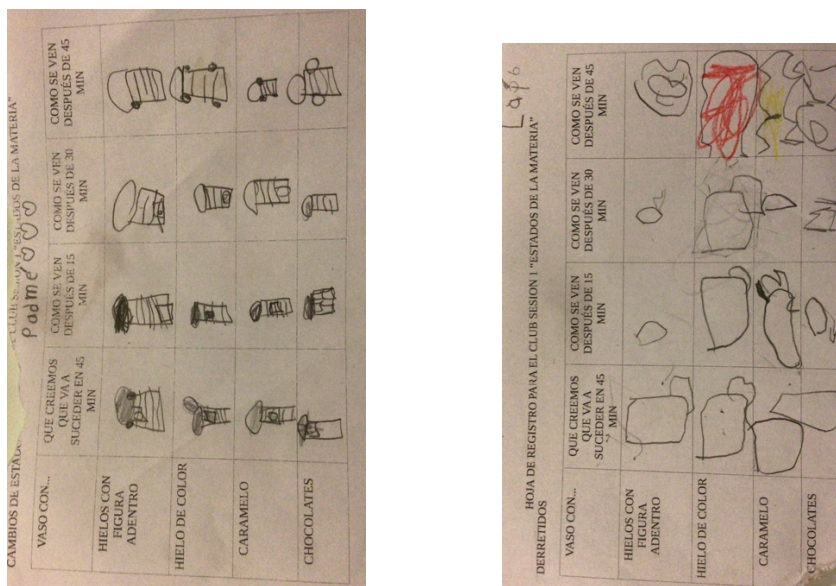 CAMBIOS DE
CLUB SESION 1 "ESTADOS DE LA MATERIA"
Padme
VASO CON...
QUE CREEMOS
QUE VA A
SUCEDER EN 45
MIN
COMO SE VEN
DESPUÉS DE 15
MIN
COMO SE VEN
DESPUES DE 30
MIN
COMO SE VEN
DESPUÉS DE 45
MIN
HIELOS CON
FIGURA
ADENTRO
HIELO DE COLOR
CARAMELO
CHOCOLATES
HOJA DE REGISTRO PARA EL CLUB SESION 1 "ESTADOS DE LA MATERIA"
DERRETIDOS
VASO CON...
QUE CREEMOS
QUE VA A
SUCEDER EN 45
MIN
COMO SE VEN
DESPUÉS DE 15
MIN
COMO SE VEN
DESPUÉS DE 30
MIN
COMO SE VEN
DESPUÉS DE 45
MIN
HIELOS CON
FIGURA
ADENTRO
HIELO DE COLOR
CARAMELO
CHOCOLATES